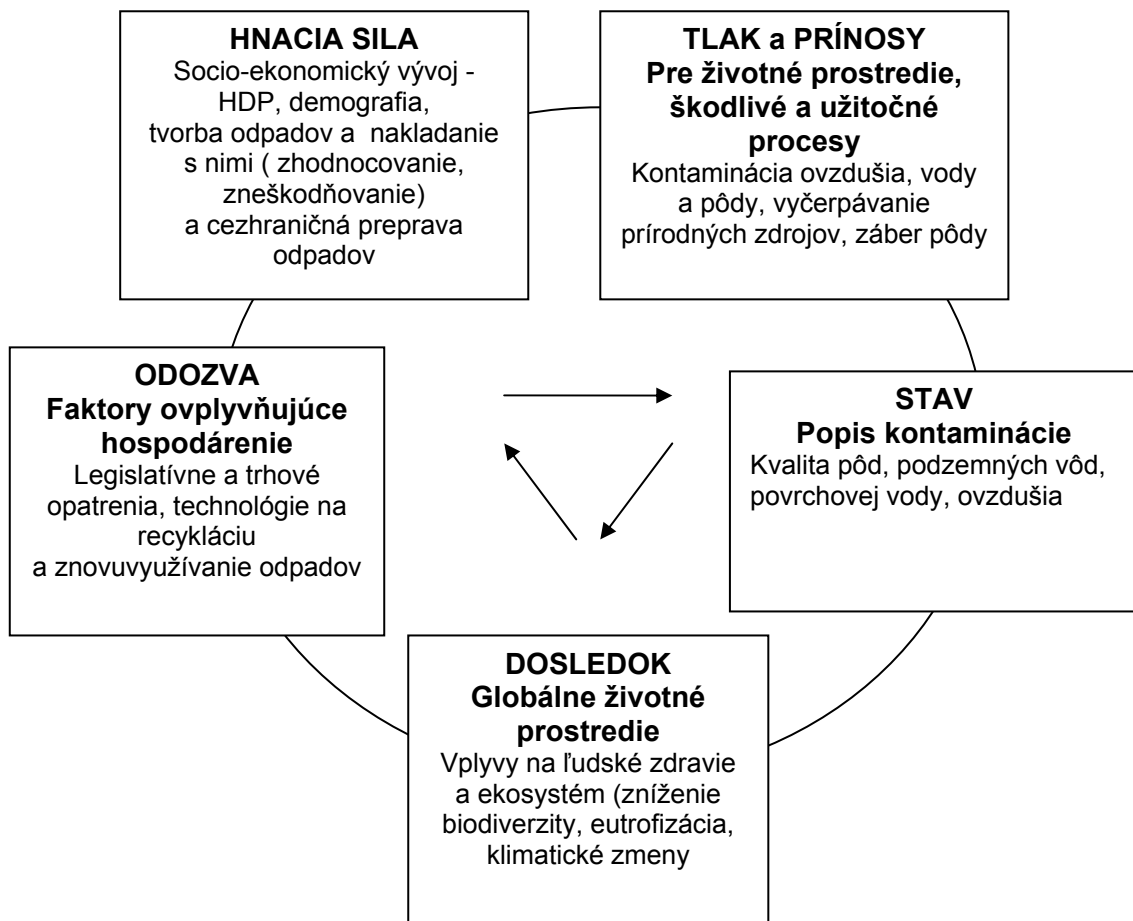 HNACIA SILA
Socio-ekonomický vývoj -
HDP, demografia,
tvorba odpadov a  nakladanie
s nimi ( zhodnocovanie,
zneškodňovanie)
a cezhraničná preprava
odpadov
TLAK a PRÍNOSY
Pre životné prostredie,
škodlivé a užitočné
procesy
Kontaminácia ovzdušia, vody
a pôdy, vyčerpávanie
prírodných zdrojov, záber pôdy
ODOZVA
Faktory ovplyvňujúce
hospodárenie
Legislatívne a trhové
opatrenia, technológie na
recykláciu
a znovuvyužívanie odpadov
STAV
Popis kontaminácie
Kvalita pôd, podzemných vôd,
povrchovej vody, ovzdušia
DOSLEDOK
Globálne životné
prostredie
Vplyvy na ľudské zdravie
a ekosystém (zníženie
biodiverzity, eutrofizácia,
klimatické zmeny